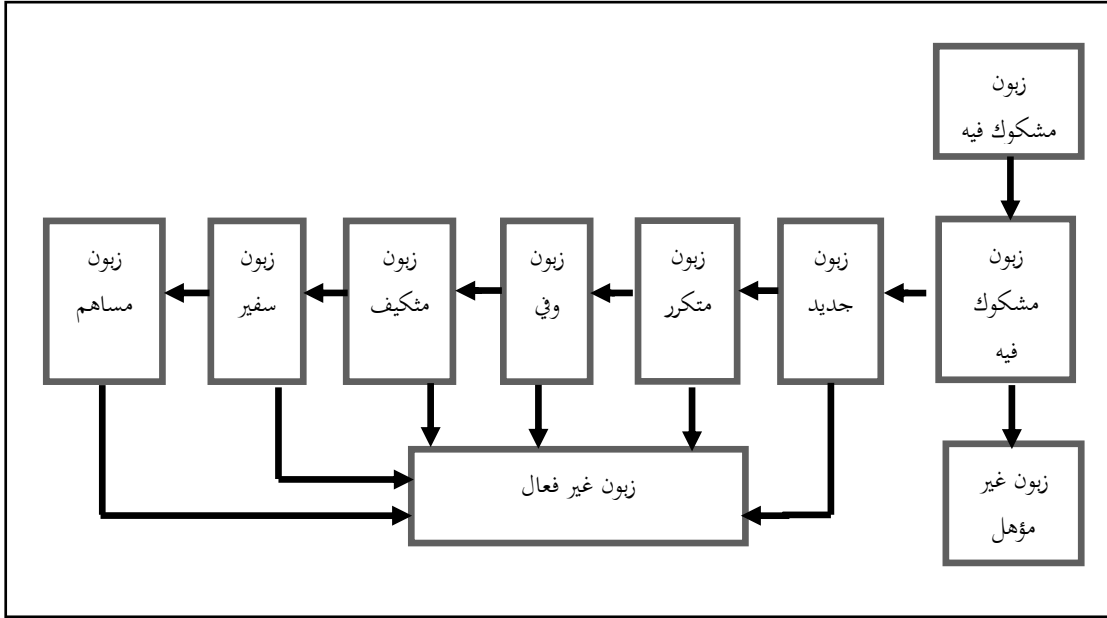 زبون
مشكوك فيه
زبون
مشكوك
فيه
زبون
جديد
زبون
متكرر
زبون
وفي
زبون
مثكيف
زبون
سفير
زبون
مساهم
زبون غير فعال
زبون غير
مؤهل